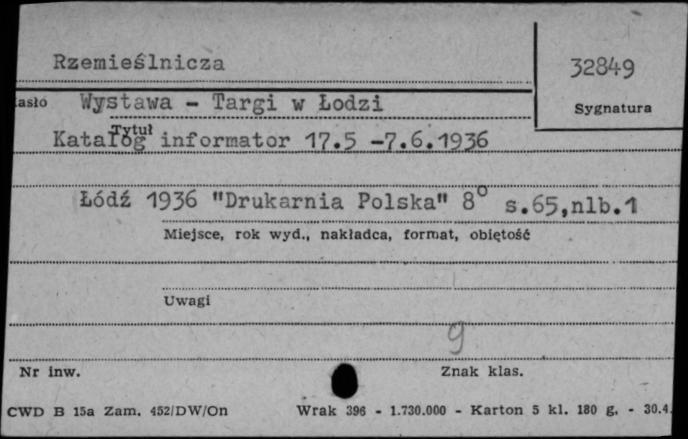 Rzemieślnicza
32849
asło Wystawa - Targi w Łodzi
Sygnatura
Tytuł
Katalog informator 17.5 -7.6.1936
Łódź 1936 "Drukarnia Polska" 8° s.65,nlb.1
Miejsce, rok wyd., nakładca, format, obiętość
Uwagi
9
Nr inw.
Znak klas.
CWD B 15a Zam. 452/DW/On Wrak 396 - 1.730.000 - Karton 5 kl. 180 g. - 30.4.